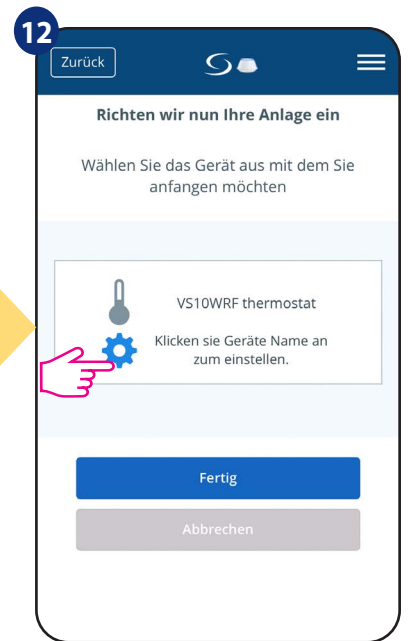 12
Zurück
Richten wir nun Ihre Anlage ein
Wählen Sie das Gerät aus mit dem Sie
anfangen möchten
VS10WRF thermostat
Klicken sie Geräte Name an
zum einstellen.
Fertig
Abbrechen